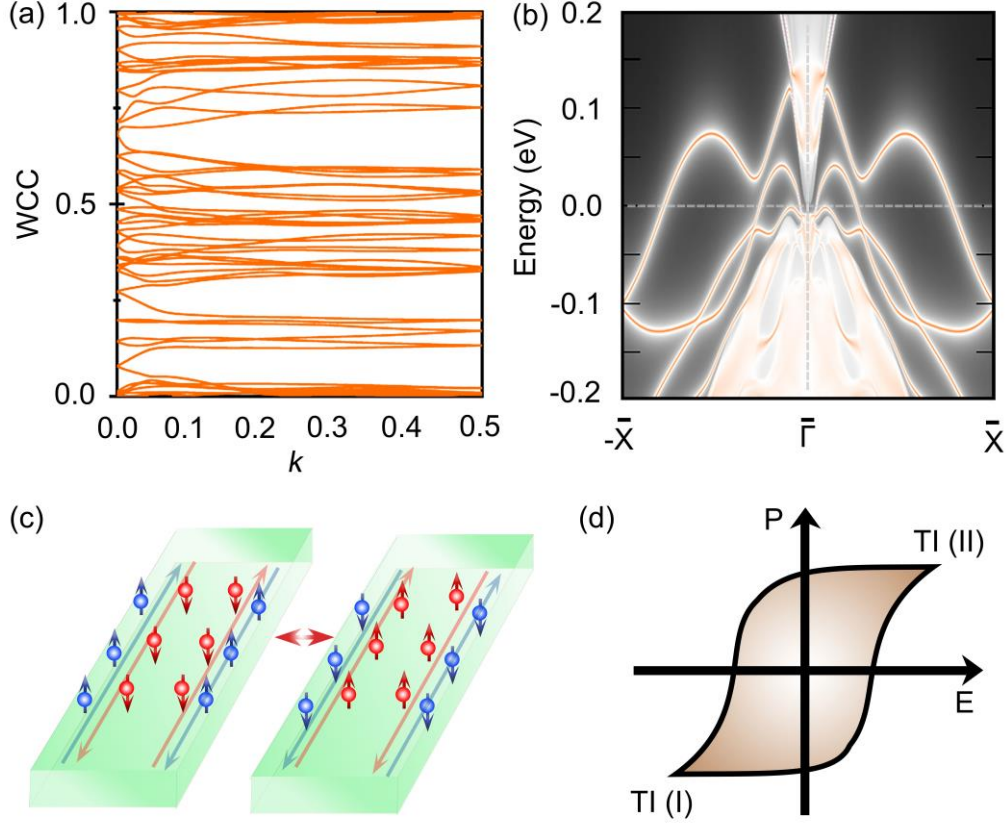 (a)
1.0
0.5
0.0
WCC
0.0 0.1 0.2 0.3 0.4 0.5
k
(b)
0.2
0.1
0.0
-0.1
-0.2
Energy (eV)
-X̄ Γ̄ X̄
(c)
(d)
P
TI (II)
E
TI (I)